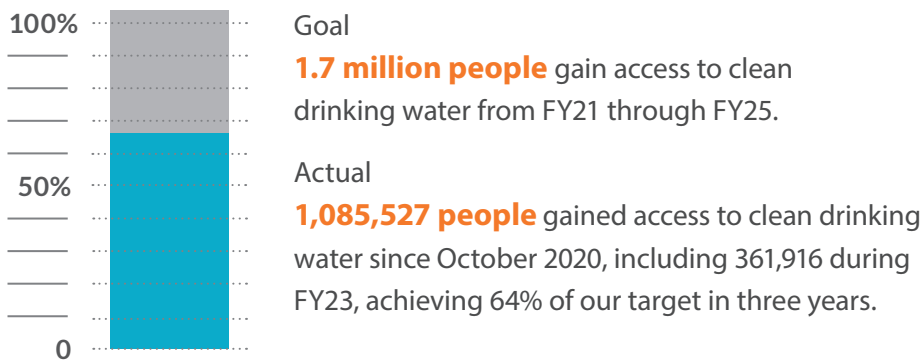 100%
50%
0
Goal
1.7 million people gain access to clean
drinking water from FY21 through FY25.
Actual
1,085,527 people gained access to clean drinking
water since October 2020, including 361,916 during
FY23, achieving 64% of our target in three years.